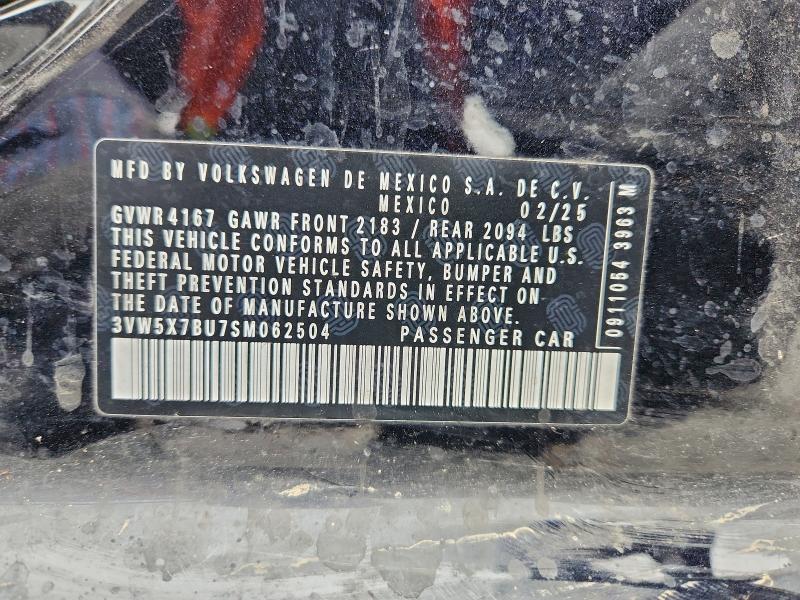 MFD BY VOLKSWAGEN DE MEXICO S.A. DE C.V.
MEXICO 02/25
GVWR 4167 GAWR FRONT 2183 / REAR 2094 LBS
THIS VEHICLE CONFORMS TO ALL APPLICABLE U.S.
FEDERAL MOTOR VEHICLE SAFETY, BUMPER AND
THEFT PREVENTION STANDARDS IN EFFECT ON
THE DATE OF MANUFACTURE SHOWN ABOVE.
3VW5X7BU7SM062504 PASSENGER CAR
0911064 3963 M